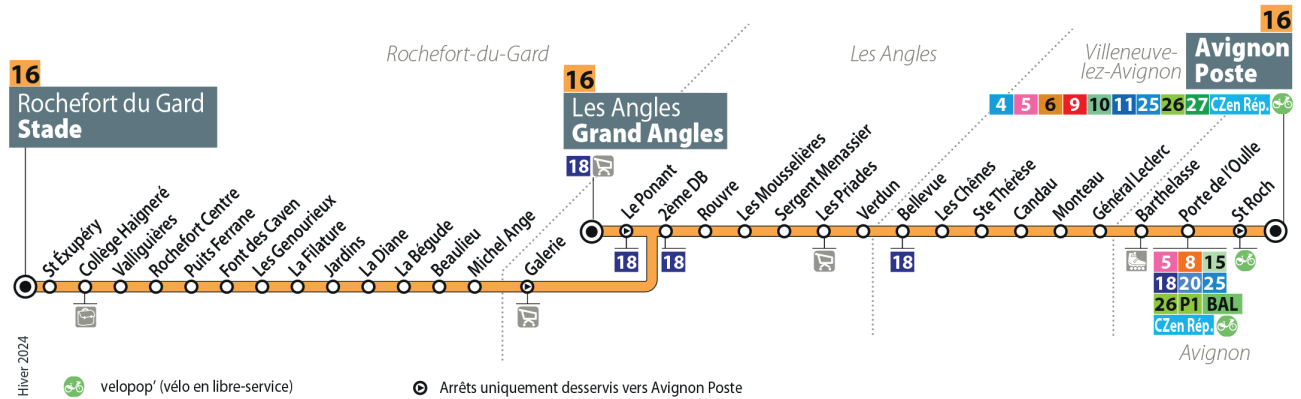 16
Rochefort du Gard
Stade
Rochefort-du-Gard
16
Les Angles
Grand Angles
18
Les Angles
Villeneuve-
lez-Avignon
16
Avignon
Poste
4 5 6 9 10 11 25 26 27 CZen Rép.
St Exupéry
Collège Haigneré
Valliguières
Rochefort Centre
Puits Ferrane
Font des Caven
Les Genourieux
La Filature
Jardins
La Diane
La Bégude
Beaulieu
Michel Ange
Galerie
Le Ponant
18
2ème DB
18
Rouvre
Les Mousselières
Sergent Menassier
Les Priades
Verdun
Bellevue
18
Les Chênes
Ste Thérèse
Candau
Monteau
Général Leclerc
Barthelasse
Porte de l'Oulle
5 8 15
18 20 25
26 P1 BAL
CZen Rép.
St Roch
Avignon
Hiver 2024
velopop' (vélo en libre-service)
Arrêts uniquement desservis vers Avignon Poste